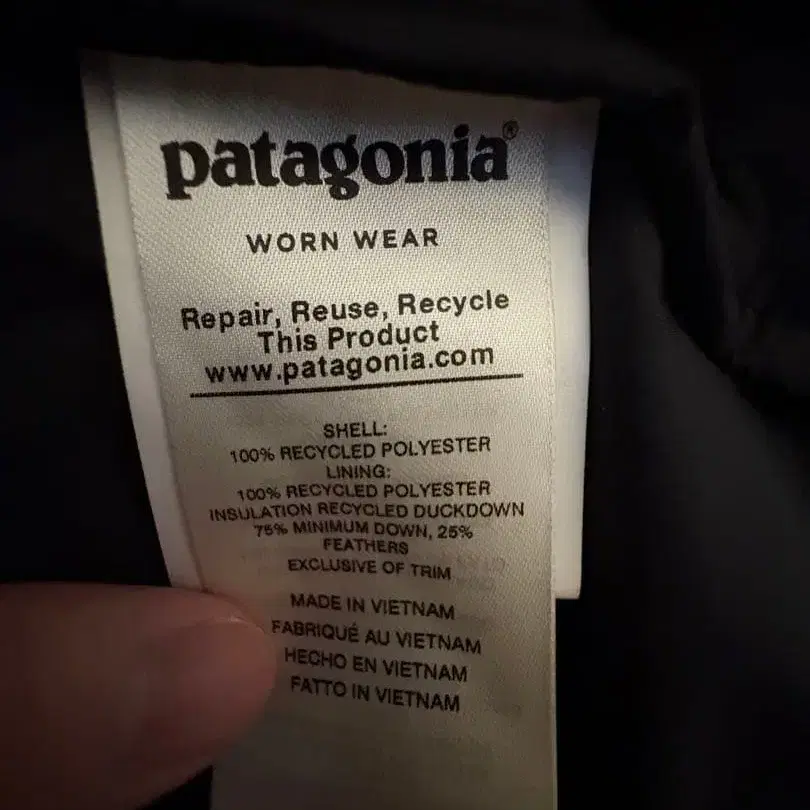 patagonia®
WORN WEAR
Repair, Reuse, Recycle
This Product
www.patagonia.com
SHELL:
100% RECYCLED POLYESTER
LINING:
100% RECYCLED POLYESTER
INSULATION RECYCLED DUCKDOWN
75% MINIMUM DOWN, 25%
FEATHERS
EXCLUSIVE OF TRIM
MADE IN VIETNAM
FABRIQUÉ AU VIETNAM
HECHO EN VIETNAM
FATTO IN VIETNAM